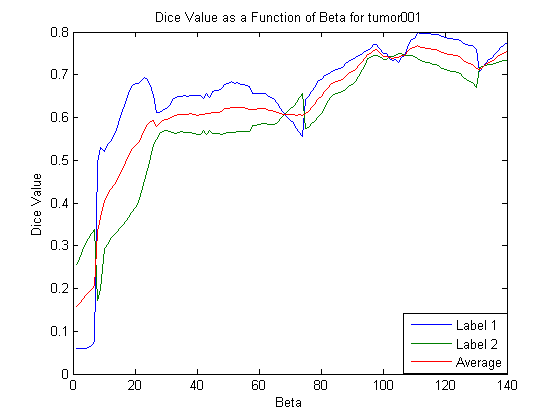 Dice Value as a Function of Beta for tumor001
0.8
0.7
0.6
0.5
0.4
0.3
0.2
0.1
0
Dice Value
0 20 40 60 80 100 120 140
Beta
Label 1
Label 2
Average